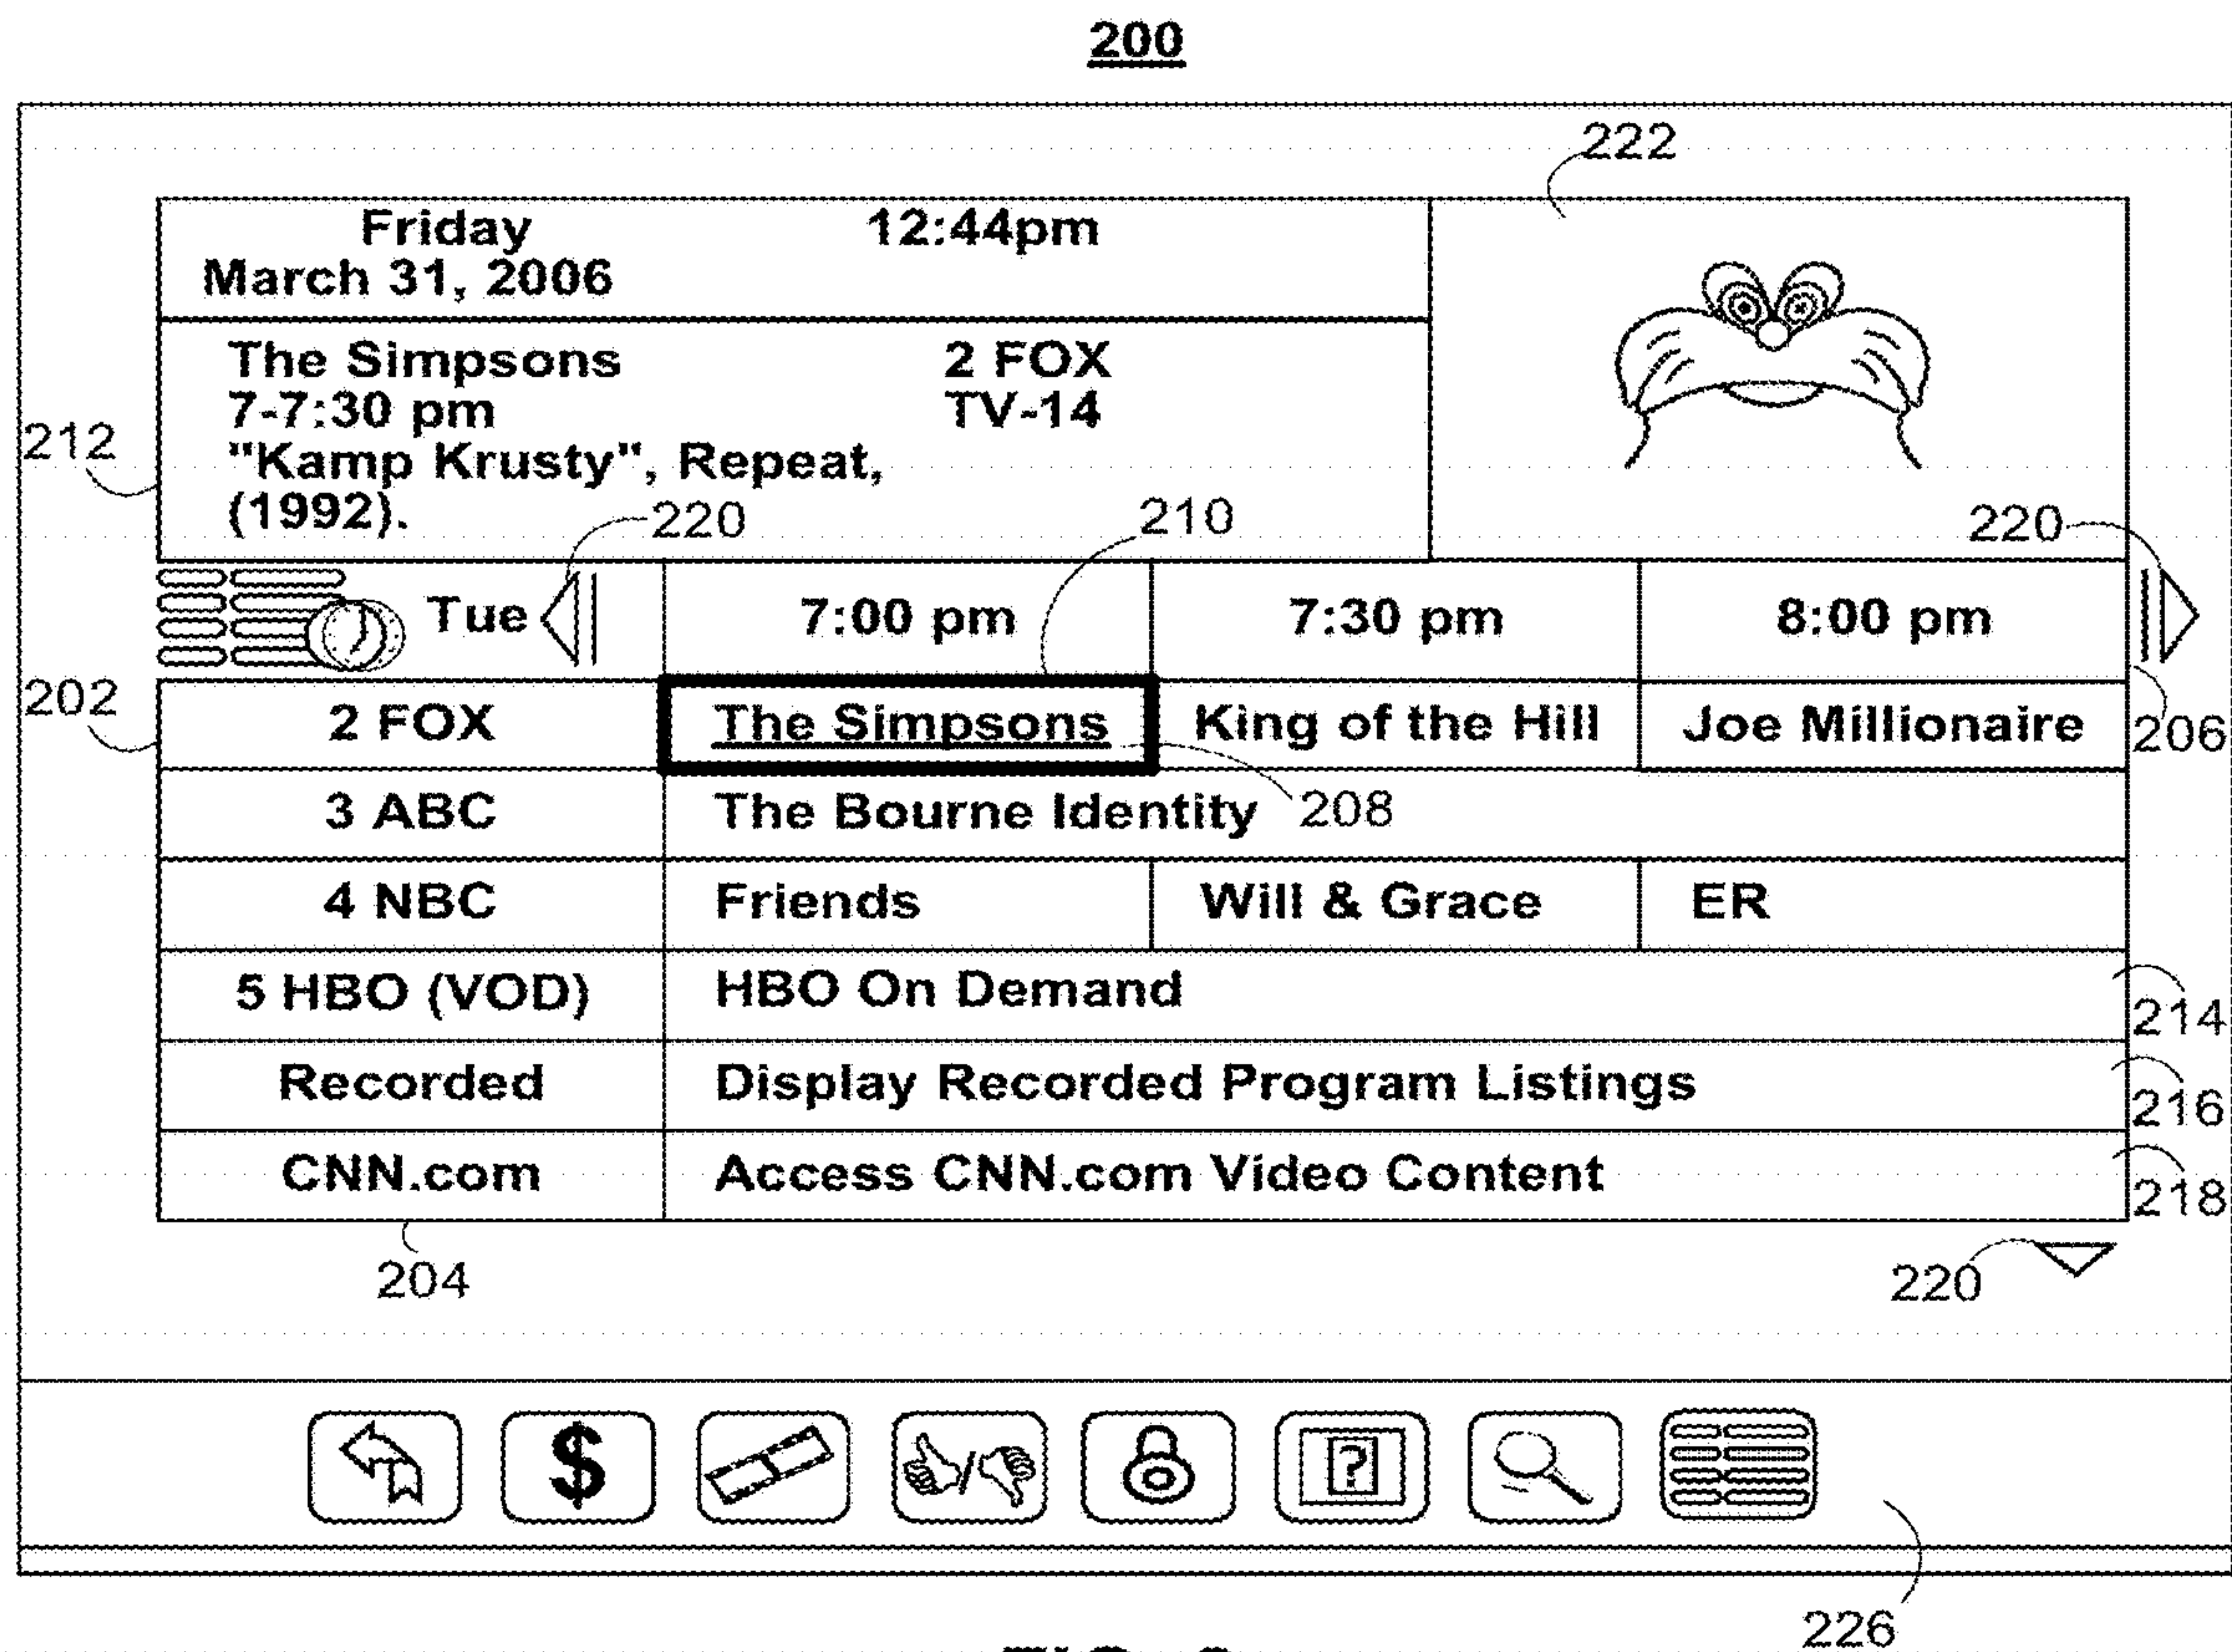 200
222
Friday 12:44pm
March 31, 2006
The Simpsons 2 FOX
7-7:30 pm TV-14
"Kamp Krusty", Repeat,
(1992).
212
220
210
220
Tue 7:00 pm 7:30 pm 8:00 pm
202
2 FOX The Simpsons King of the Hill Joe Millionaire
206
3 ABC The Bourne Identity
208
4 NBC Friends Will & Grace ER
5 HBO (VOD) HBO On Demand
214
Recorded Display Recorded Program Listings
216
CNN.com Access CNN.com Video Content
218
204
220
$ ?
226